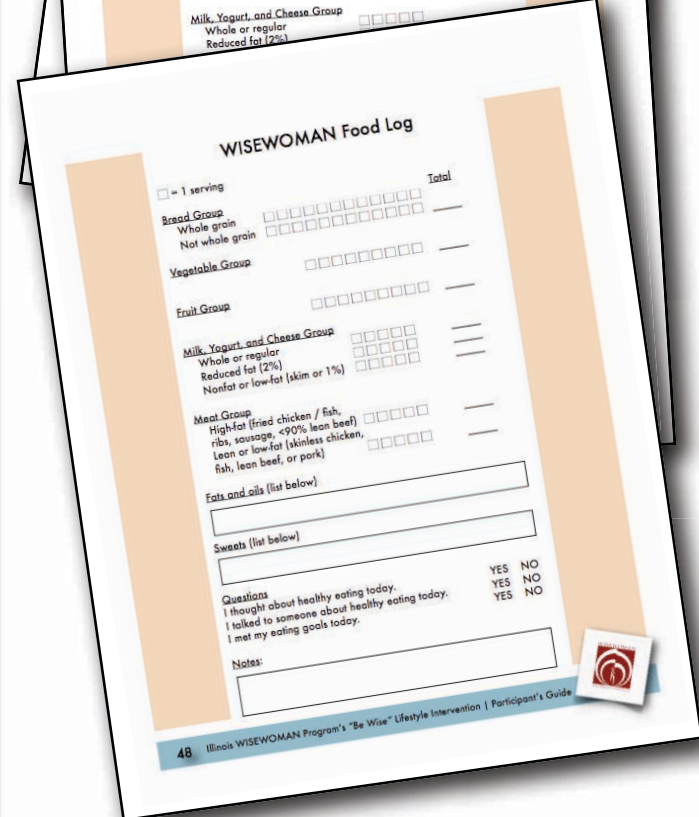 Milk, Yogurt, and Cheese Group
Whole or regular
Reduced fat (2%)
WISEWOMAN Food Log
= 1 serving
Total
Bread Group
Whole grain
Not whole grain
Vegetable Group
Fruit Group
Milk, Yogurt, and Cheese Group
Whole or regular
Reduced fat (2%)
Nonfat or low-fat (skim or 1%)
Meat Group
High-fat (fried chicken / fish,
ribs, sausage, <90% lean beef)
Lean or low-fat (skinless chicken,
fish, lean beef, or pork)
Fats and oils (list below)
Sweets (list below)
Questions
I thought about healthy eating today. YES NO
I talked to someone about healthy eating today. YES NO
I met my eating goals today. YES NO
Notes:
48 Illinois WISEWOMAN Program's "Be Wise" Lifestyle Intervention | Participant's Guide